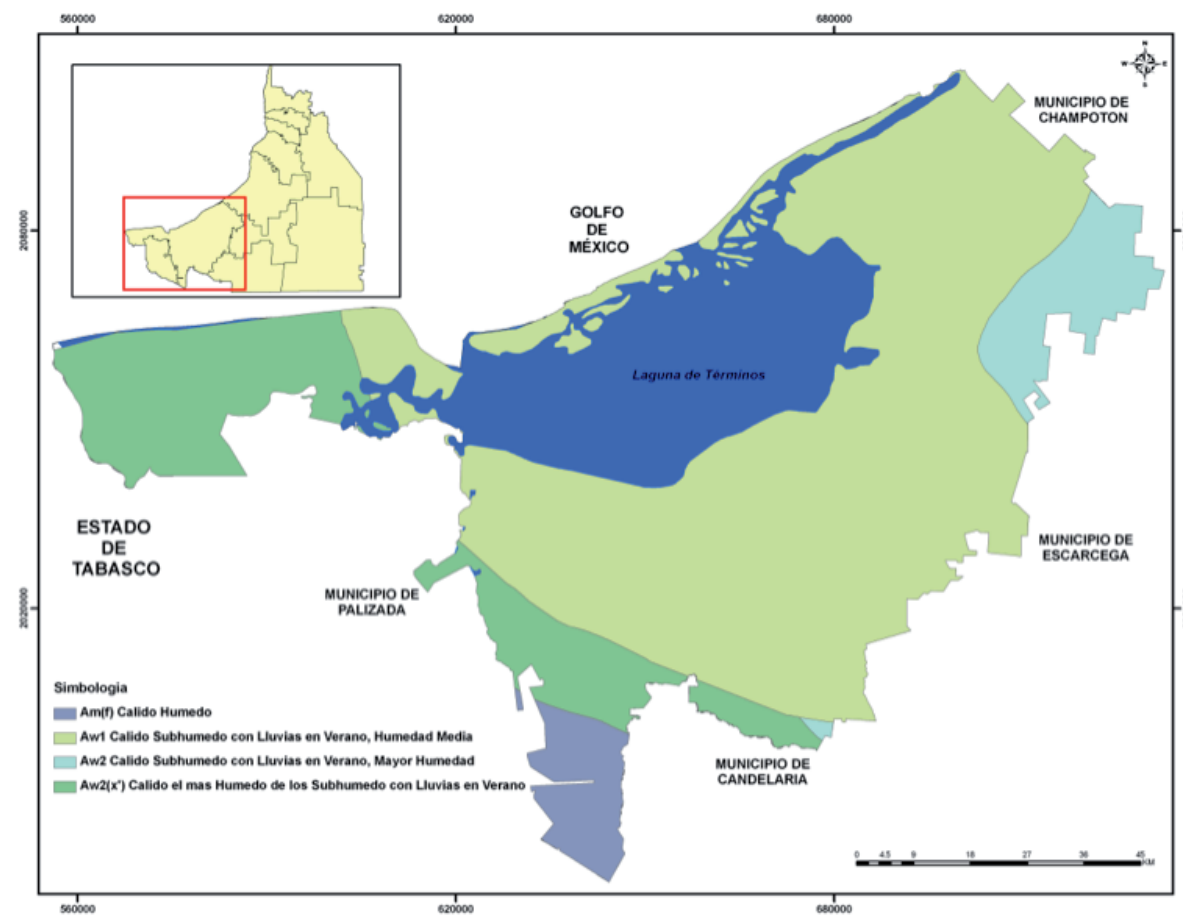 560000
620000
680000
N
W
E
S
MUNICIPIO DE
CHAMPOTON
GOLFO
DE
MÉXICO
2080000
Laguna de Términos
ESTADO
DE
TABASCO
MUNICIPIO DE
ESCARCEGA
MUNICIPIO DE
PALIZADA
2020000
Simbologia
Am(f) Calido Humedo
Aw1 Calido Subhumedo con Lluvias en Verano, Humedad Media
Aw2 Calido Subhumedo con Lluvias en Verano, Mayor Humedad
Aw2(x') Calido el mas Humedo de los Subhumedo con Lluvias en Verano
MUNICIPIO DE
CANDELARIA
0 4.5 9 18 27 36 45
KM
560000
620000
680000